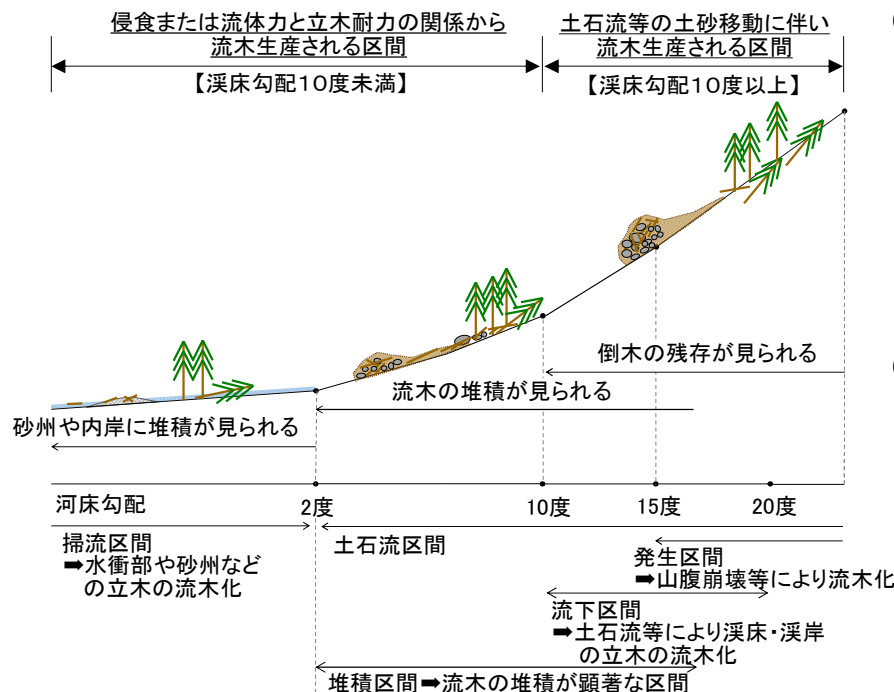 侵食または流体力と立木耐力の関係から
流木生産される区間
【渓床勾配１０度未満】
土石流等の土砂移動に伴い
流木生産される区間
【渓床勾配１０度以上】
倒木の残存が見られる
流木の堆積が見られる
砂州や内岸に堆積が見られる
河床勾配
2度
10度
15度
20度
掃流区間
➡水衝部や砂州など
の立木の流木化
土石流区間
発生区間
➡山腹崩壊等により流木化
流下区間
➡土石流等により渓床・渓岸
の立木の流木化
堆積区間➡流木の堆積が顕著な区間